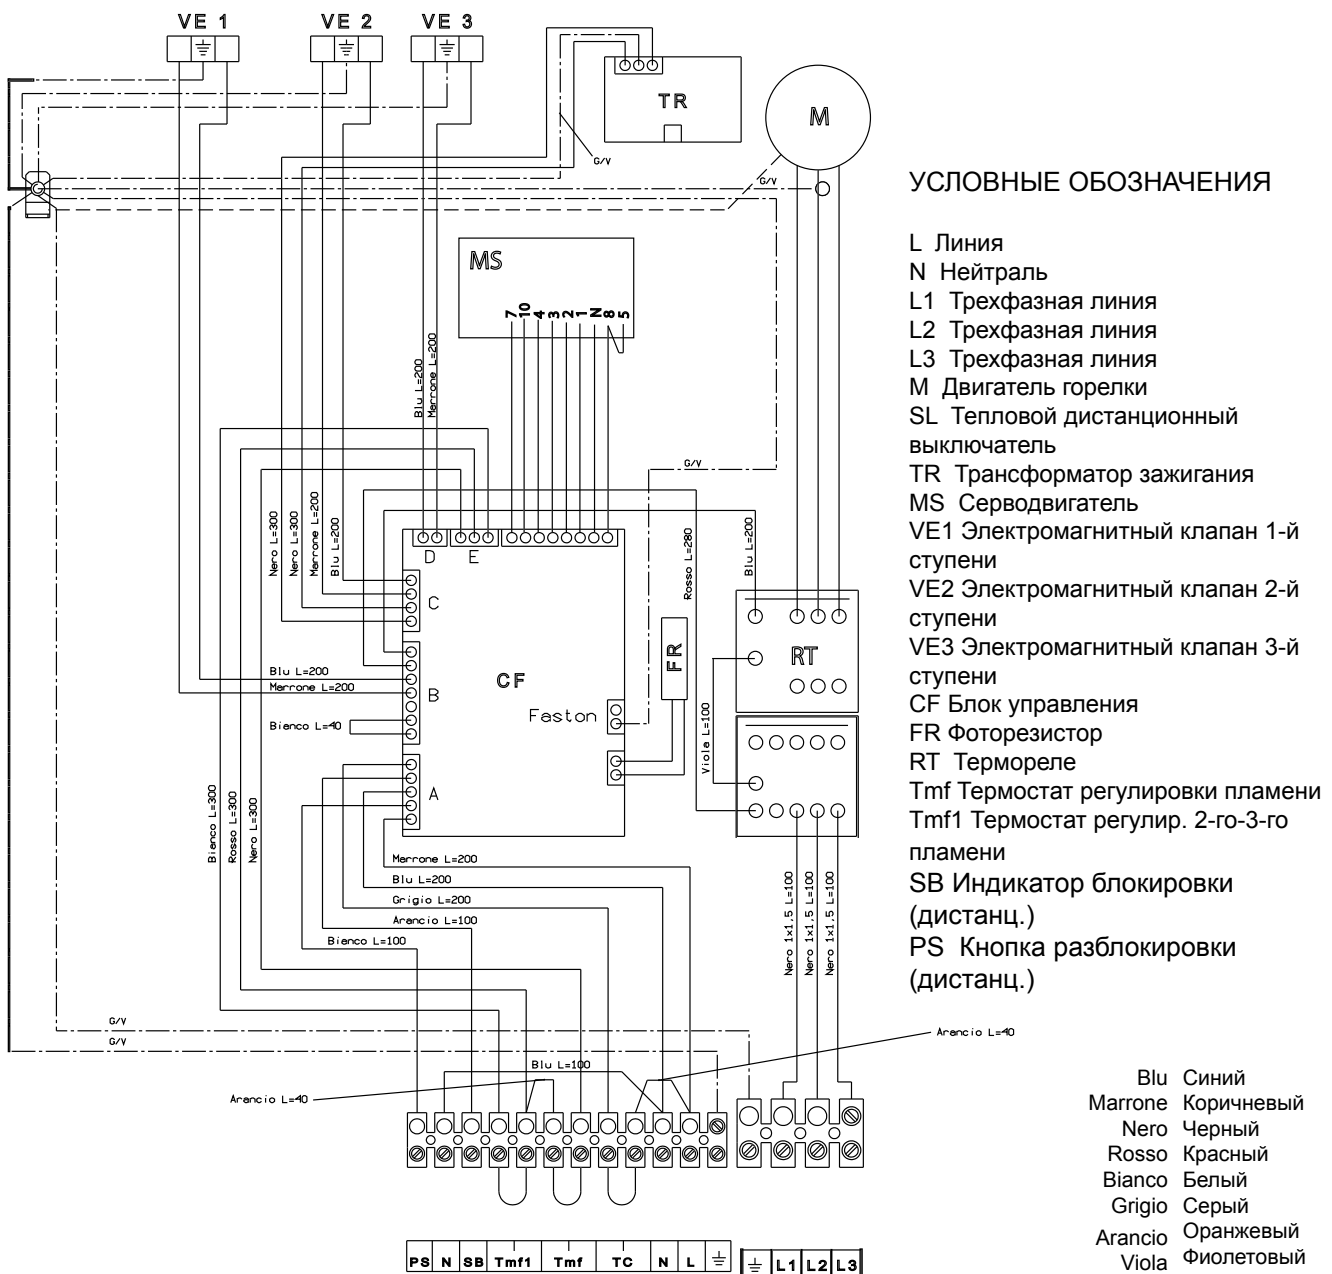 VE 1
VE 2
VE 3
TR
M
G/V
G/V
УСЛОВНЫЕ ОБОЗНАЧЕНИЯ
L Линия
N Нейтраль
L1 Трехфазная линия
L2 Трехфазная линия
L3 Трехфазная линия
M Двигатель горелки
SL Тепловой дистанционный
выключатель
TR Трансформатор зажигания
MS Серводвигатель
VE1 Электромагнитный клапан 1-й
ступени
VE2 Электромагнитный клапан 2-й
ступени
VE3 Электромагнитный клапан 3-й
ступени
CF Блок управления
FR Фоторезистор
RT Термореле
Tmf Термостат регулировки пламени
Tmf1 Термостат регулир. 2-го-3-го
пламени
SB Индикатор блокировки
(дистанц.)
PS Кнопка разблокировки
(дистанц.)
MS
7 10 4 3 2 1 N 8 5
Blu L=200
Marrone L=200
G/V
Nero L=300
Nero L=300
Marrone L=200
Blu L=200
D
E
C
Rosso L=280
Blu L=200
RT
FR
CF
B
Blu L=200
Marrone L=200
Bianco L=40
Faston
Viola L=100
A
Bianco L=300
Rosso L=300
Nero L=300
Marrone L=200
Blu L=200
Grigio L=200
Arancio L=100
Bianco L=100
Nero 1x1,5 L=100
Nero 1x1,5 L=100
Nero 1x1,5 L=100
G/V
G/V
Arancio L=40
Blu L=100
Arancio L=40
Blu Синий
Marrone Коричневый
Nero Черный
Rosso Красный
Bianco Белый
Grigio Серый
Arancio Оранжевый
Viola Фиолетовый
PS N SB Tmf1 Tmf TC N L
L1 L2 L3